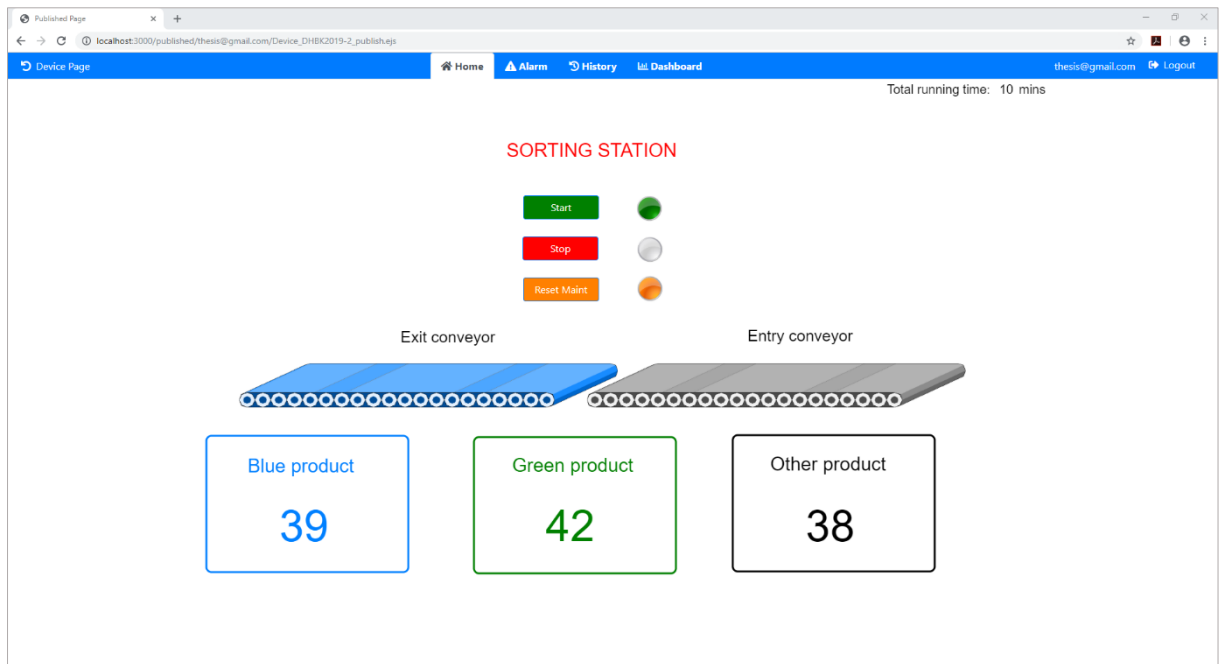 Published Page
localhost:3000/published/thesis@gmail.com/Device_DHBK2019-2_publish.ejs
Device Page Home Alarm History Dashboard thesis@gmail.com Logout
Total running time: 10 mins
SORTING STATION
Start
Stop
Reset Maint
Exit conveyor Entry conveyor
Blue product Green product Other product
39 42 38